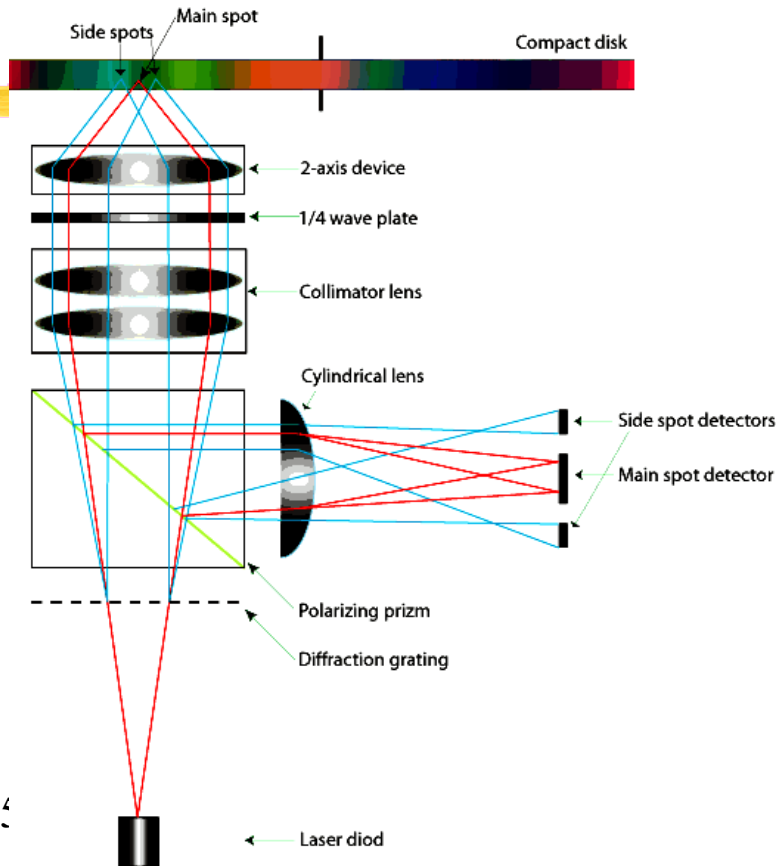 Main spot
Side spots
Compact disk
2-axis device
1/4 wave plate
Collimator lens
Cylindrical lens
Side spot detectors
Main spot detector
Polarizing prizm
Diffraction grating
5
Laser diod